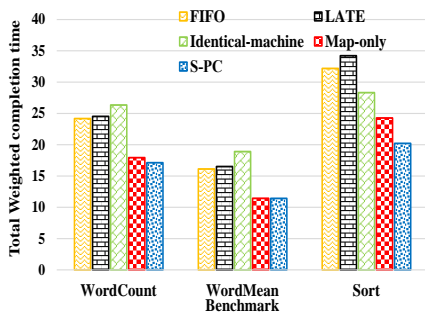 40
35
30
25
20
15
10
5
0
Total Weighted completion time
FIFO
LATE
Identical-machine
Map-only
S-PC
WordCount
WordMean
Sort
Benchmark